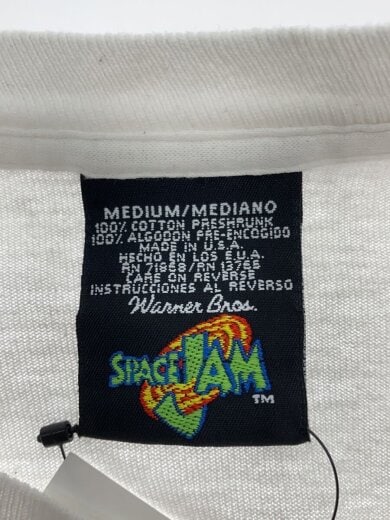 MEDIUM/MEDIANO
100% COTTON PRESHRUNK
100% ALGODON PRE-ENCOGIDO
MADE IN U.S.A.
HECHO EN LOS E.U.A.
RN 71968/RN 13765
CARE ON REVERSE
INSTRUCCIONES AL REVERSO
Warner Bros.
SPACE JAM
TM